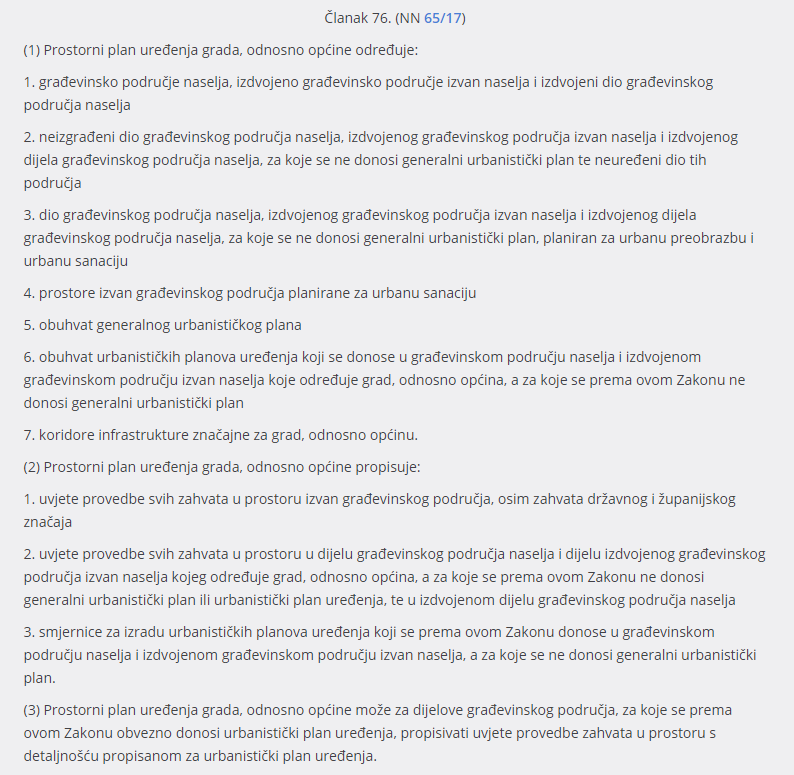 Članak 76. (NN 65/17)
(1) Prostorni plan uređenja grada, odnosno općine određuje:
1. građevinsko područje naselja, izdvojeno građevinsko područje izvan naselja i izdvojeni dio građevinskog
područja naselja
2. neizgrađeni dio građevinskog područja naselja, izdvojenog građevinskog područja izvan naselja i izdvojenog
dijela građevinskog područja naselja, za koje se ne donosi generalni urbanistički plan te neuređeni dio tih
područja
3. dio građevinskog područja naselja, izdvojenog građevinskog područja izvan naselja i izdvojenog dijela
građevinskog područja naselja, za koje se ne donosi generalni urbanistički plan, planiran za urbanu preobrazbu i
urbanu sanaciju
4. prostore izvan građevinskog područja planirane za urbanu sanaciju
5. obuhvat generalnog urbanističkog plana
6. obuhvat urbanističkih planova uređenja koji se donose u građevinskom području naselja i izdvojenom
građevinskom području izvan naselja koje određuje grad, odnosno općina, a za koje se prema ovom Zakonu ne
donosi generalni urbanistički plan
7. koridore infrastrukture značajne za grad, odnosno općinu.
(2) Prostorni plan uređenja grada, odnosno općine propisuje:
1. uvjete provedbe svih zahvata u prostoru izvan građevinskog područja, osim zahvata državnog i županijskog
značaja
2. uvjete provedbe svih zahvata u prostoru u dijelu građevinskog područja naselja i dijelu izdvojenog građevinskog
područja izvan naselja kojeg određuje grad, odnosno općina, a za koje se prema ovom Zakonu ne donosi
generalni urbanistički plan ili urbanistički plan uređenja, te u izdvojenom dijelu građevinskog područja naselja
3. smjernice za izradu urbanističkih planova uređenja koji se prema ovom Zakonu donose u građevinskom
području naselja i izdvojenom građevinskom području izvan naselja, a za koje se ne donosi generalni urbanistički
plan.
(3) Prostorni plan uređenja grada, odnosno općine može za dijelove građevinskog područja, za koje se prema
ovom Zakonu obvezno donosi urbanistički plan uređenja, propisivati uvjete provedbe zahvata u prostoru s
detaljnošću propisanom za urbanistički plan uređenja.